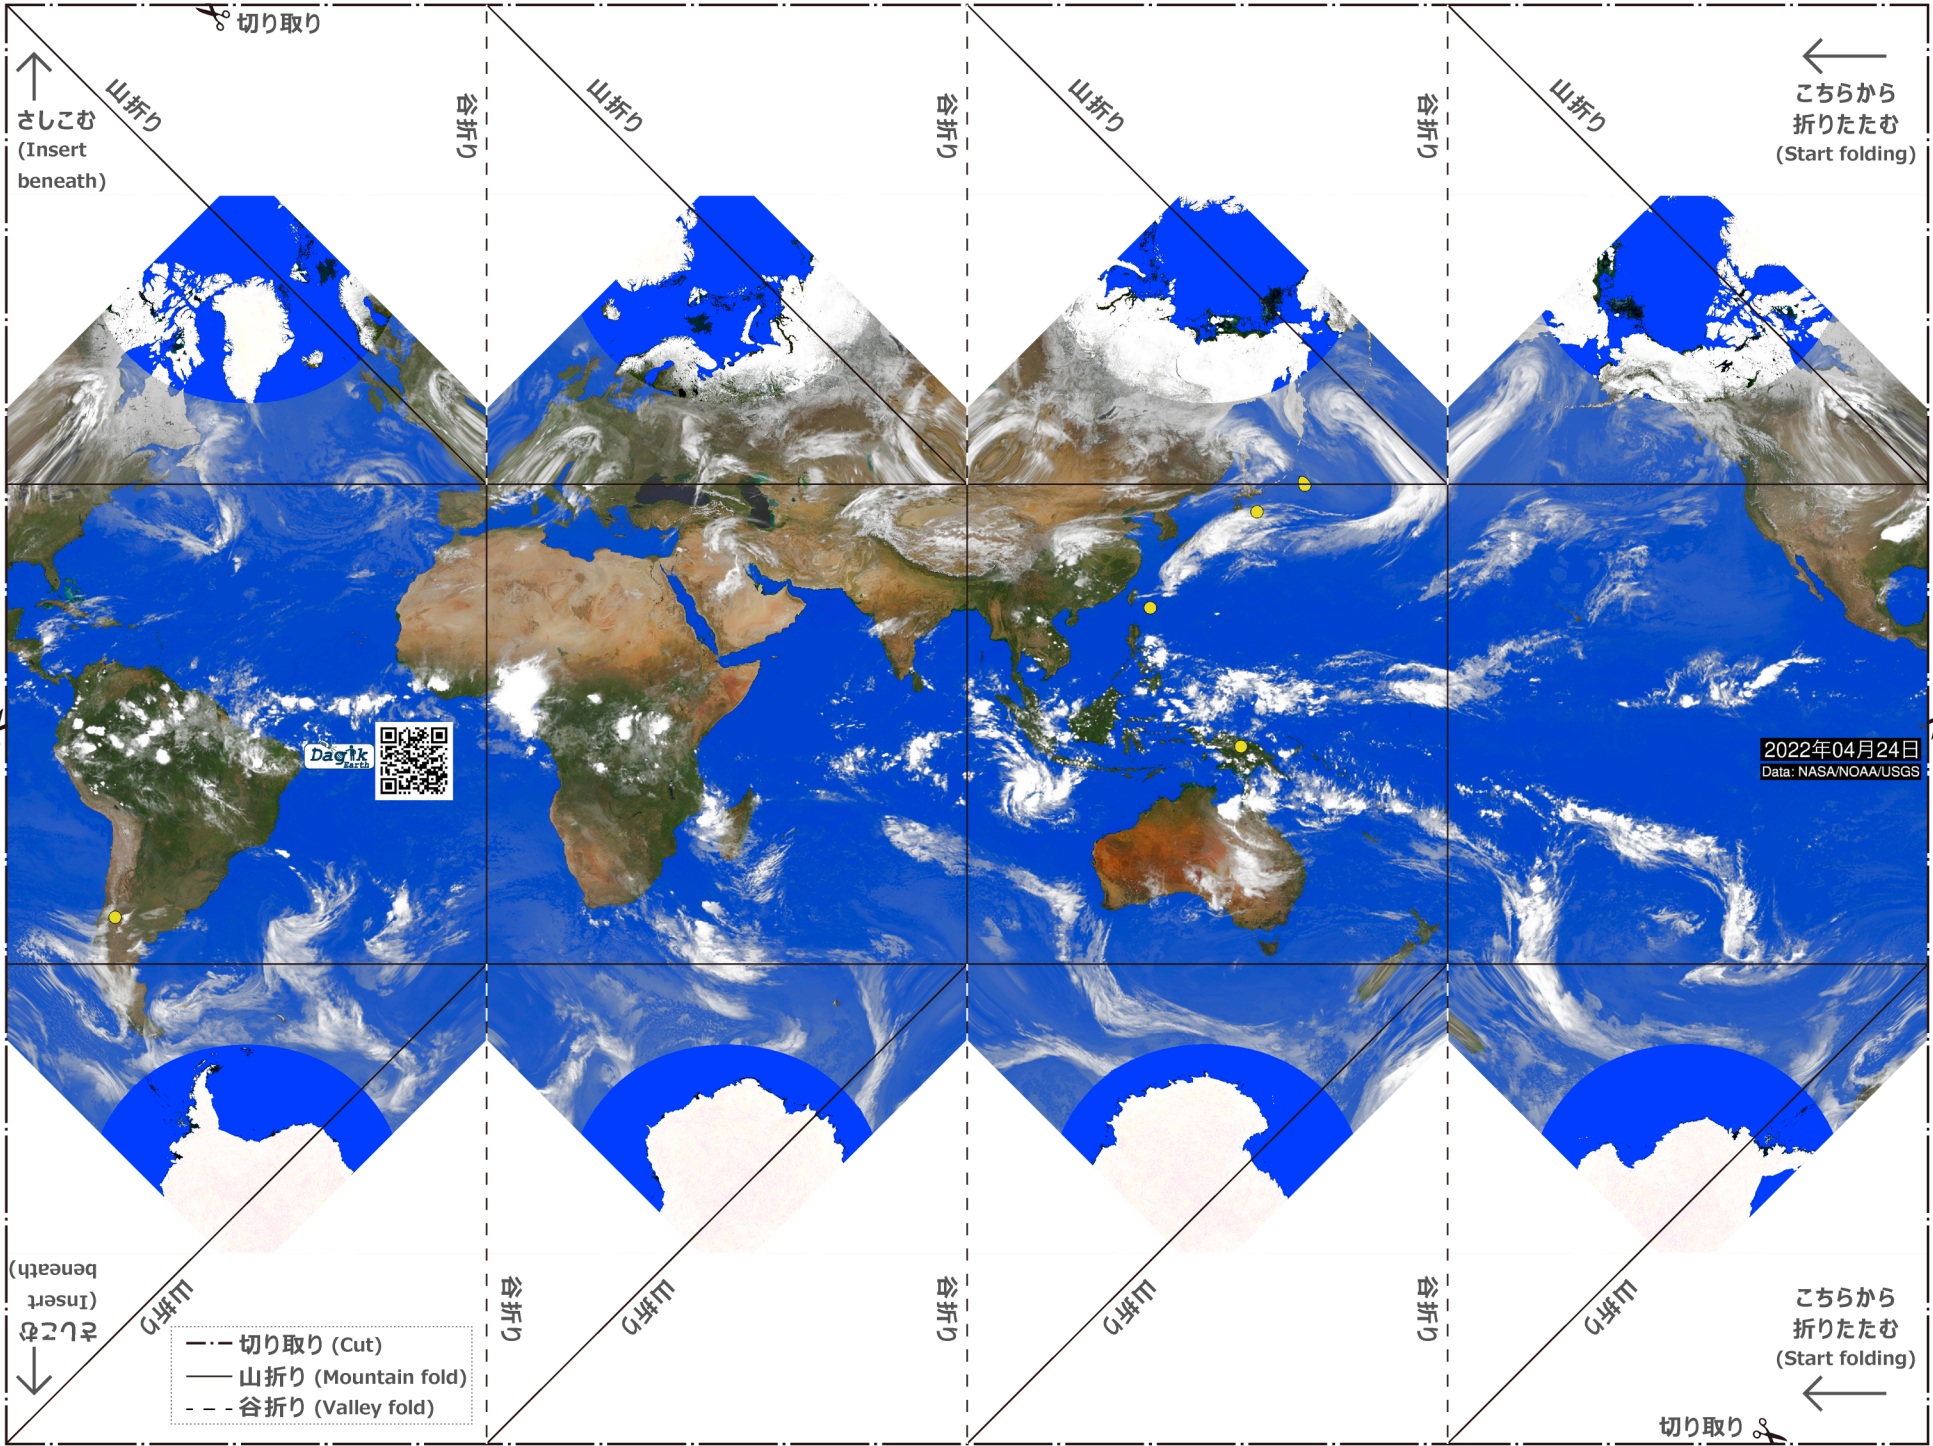 切り取り
山折り
谷折り
山折り
谷折り
山折り
谷折り
山折り
さしこむ
(Insert
beneath)
こちらから
折りたたむ
(Start folding)
Dagik
Earth
2022年04月24日
Data: NASA/NOAA/USGS
さしこむ
(Insert
beneath)
山折り
谷折り
山折り
谷折り
山折り
谷折り
山折り
こちらから
折りたたむ
(Start folding)
切り取り (Cut)
山折り (Mountain fold)
谷折り (Valley fold)
切り取り